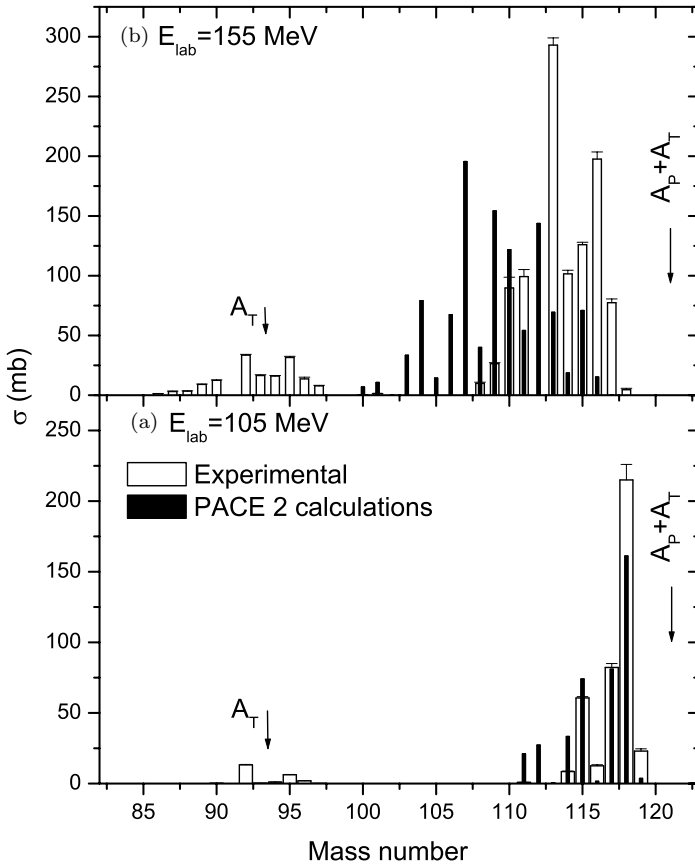 (b) E_lab=155 MeV
300
250
200
150
100
50
0
A_T
A_P+A_T
σ (mb)
(a) E_lab=105 MeV
Experimental
PACE 2 calculations
250
200
150
100
50
0
A_T
A_P+A_T
85 90 95 100 105 110 115 120
Mass number